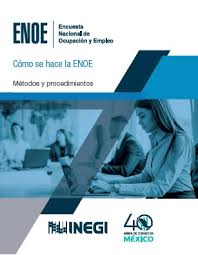 ENOE
Encuesta
Nacional de
Ocupación y Empleo
Cómo se hace la ENOE
Métodos y procedimientos
INEGI
40
MÉXICO